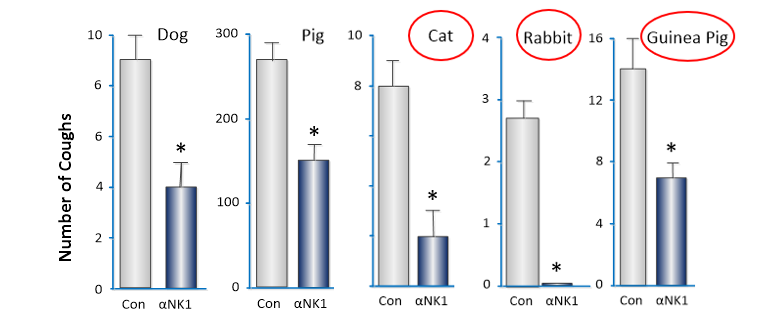 Number of Coughs
Dog
10
6
6
4
2
0
*
Con αNK1
Pig
300
200
100
0
*
Con αNK1
Cat
10
8
*
Con αNK1
Rabbit
4
3
2
1
0
*
Con αNK1
Guinea Pig
16
12
8
4
0
*
Con αNK1